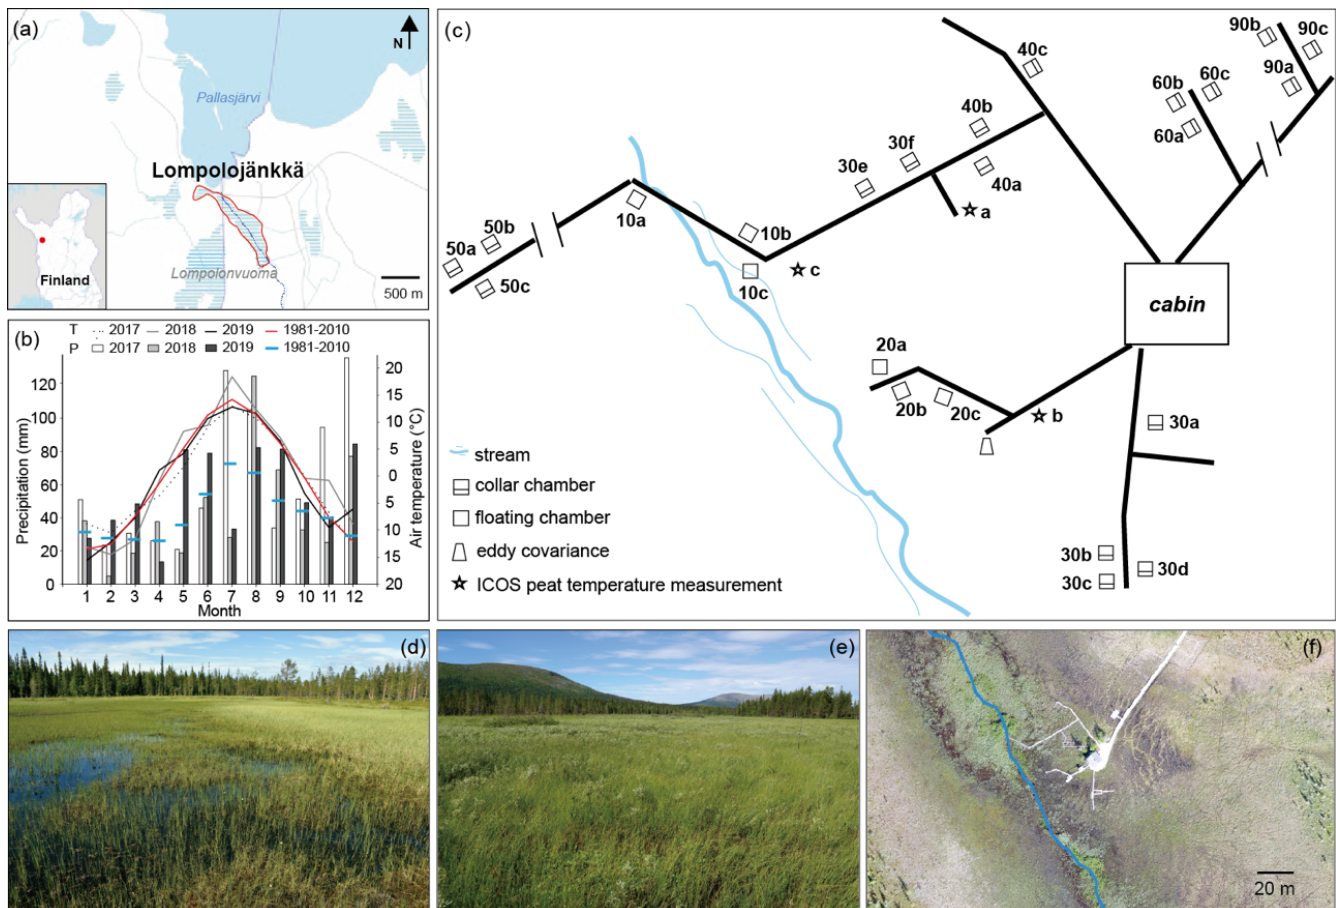 (a)
N
Pallasjärvi
Lompolojänkkä
Lompolonvuoma
Finland
500 m
(b)
T 2017 2018 2019 1981-2010
P 2017 2018 2019 1981-2010
Precipitation (mm)
120
100
80
60
40
20
0
Air temperature (°C)
20
15
10
5
0
5
10
15
20
1 2 3 4 5 6 7 8 9 10 11 12
Month
(c)
90b 90c
40c
60b 60c
90a
40b
60a
30f
30e
40a
a
10a
50b
10b
50a
c
50c
10c
cabin
20a
20b 20c
b
30a
30b
30c
30d
stream
collar chamber
floating chamber
eddy covariance
ICOS peat temperature measurement
(d)
(e)
(f)
20 m